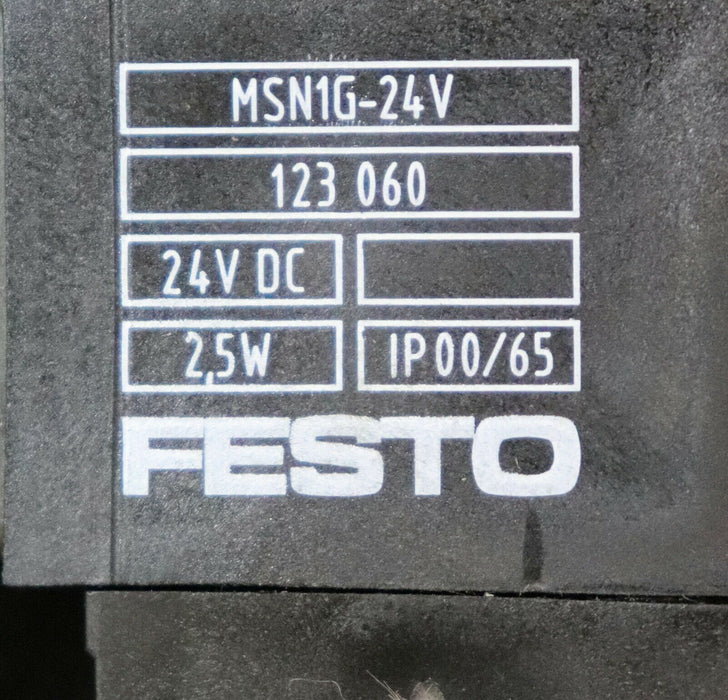 MSN1G-24V
123 060
24V DC
2,5W IP00/65
FESTO